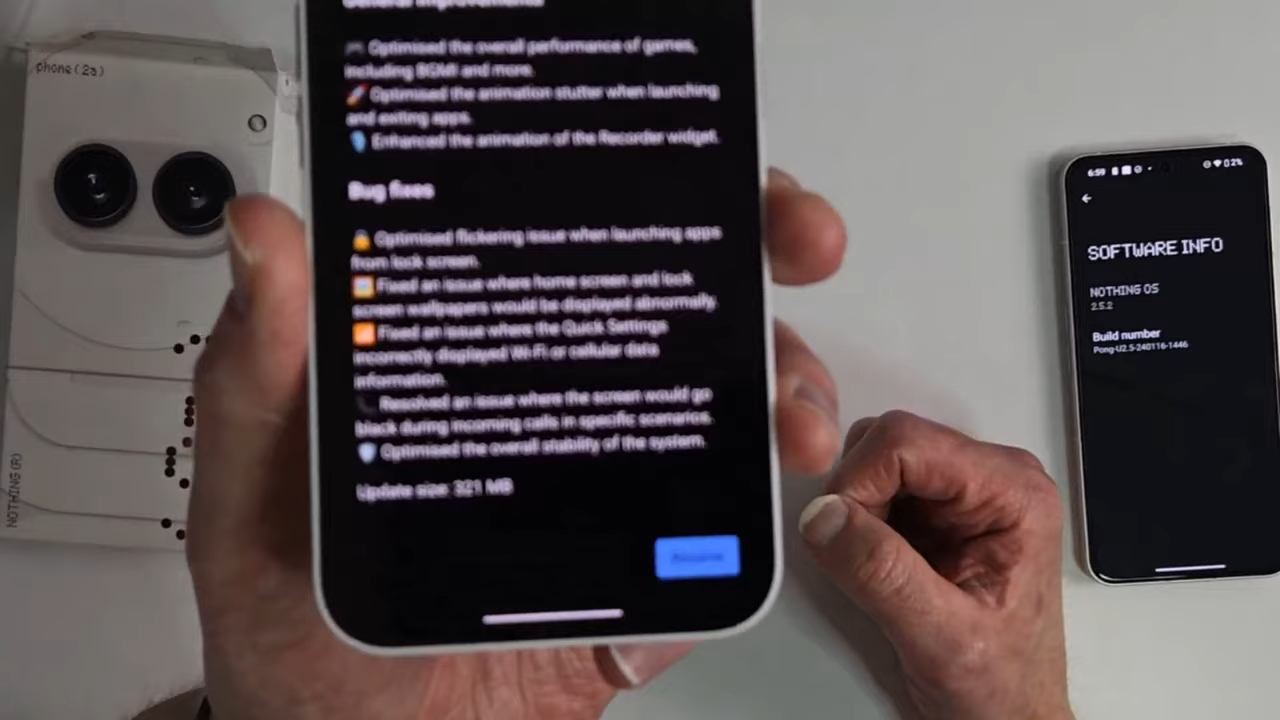 phone (2a)
NOTHING (R)
General Improvements
Optimised the overall performance of games,
including BGMI and more.
Optimised the animation stutter when launching
and exiting apps.
Enhanced the animation of the Recorder widget.
Bug fixes
Optimised flickering issue when launching apps
from lock screen.
Fixed an issue where home screen and lock
screen wallpapers would be displayed abnormally.
Fixed an issue where the Quick Settings
incorrectly displayed Wi-Fi or cellular data
information.
Resolved an issue where the screen would go
black during incoming calls in specific scenarios.
Optimised the overall stability of the system.
Update size: 321 MB
6:59
SOFTWARE INFO
NOTHING OS
2.5.2
Build number
Pong-U2.5-240116-1446